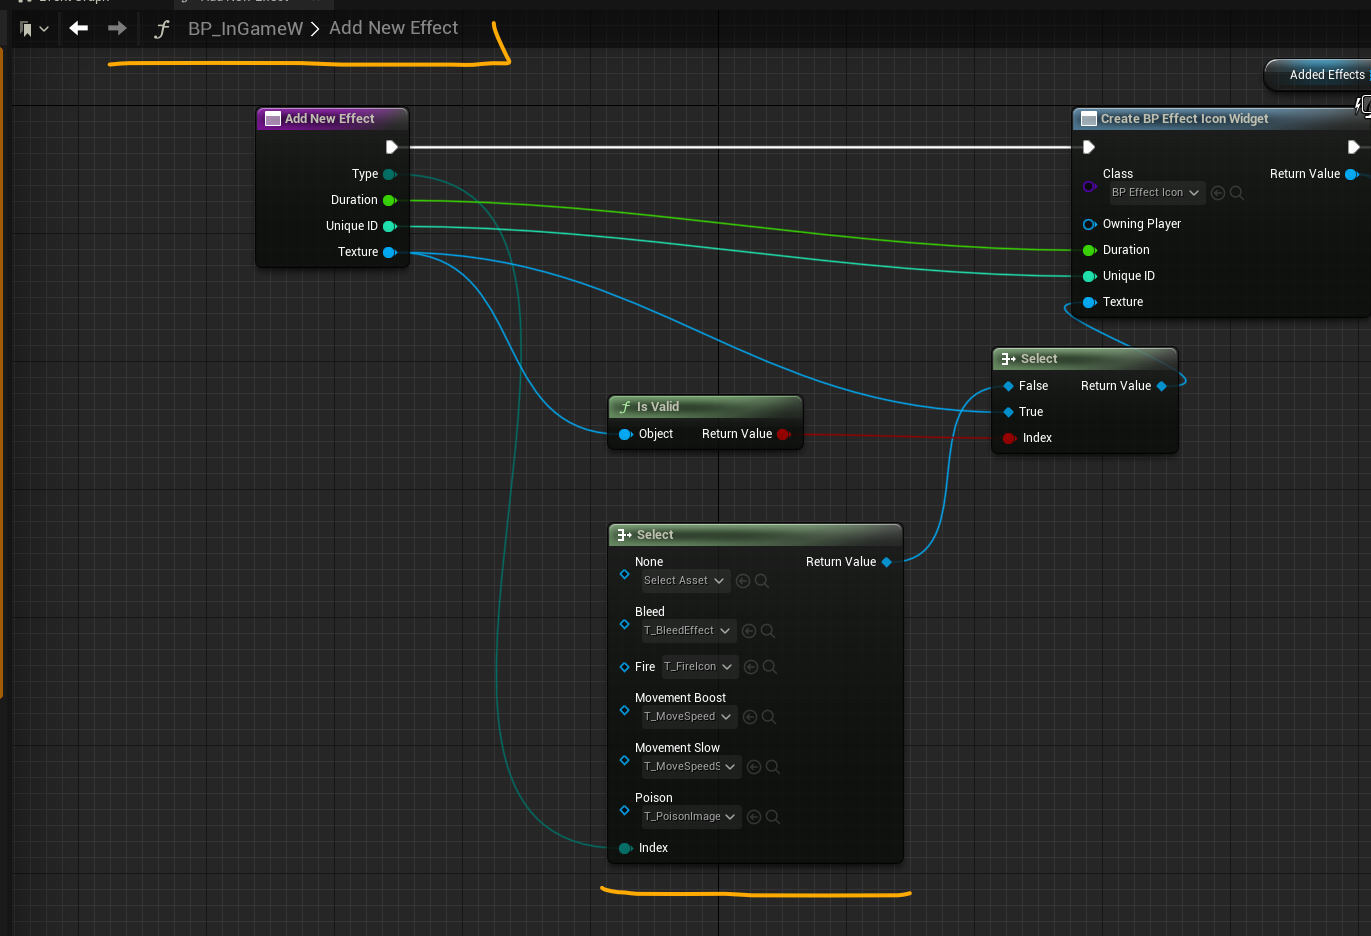 BP_InGameW > Add New Effect
Added Effects
Add New Effect
Type
Duration
Unique ID
Texture
Create BP Effect Icon Widget
Class
BP Effect Icon
Return Value
Owning Player
Duration
Unique ID
Texture
Select
False
Return Value
True
Index
Is Valid
Object
Return Value
Select
None
Return Value
Select Asset
Bleed
T_BleedEffect
Fire
T_FireIcon
Movement Boost
T_MoveSpeed
Movement Slow
T_MoveSpeedS
Poison
T_PoisonImage
Index